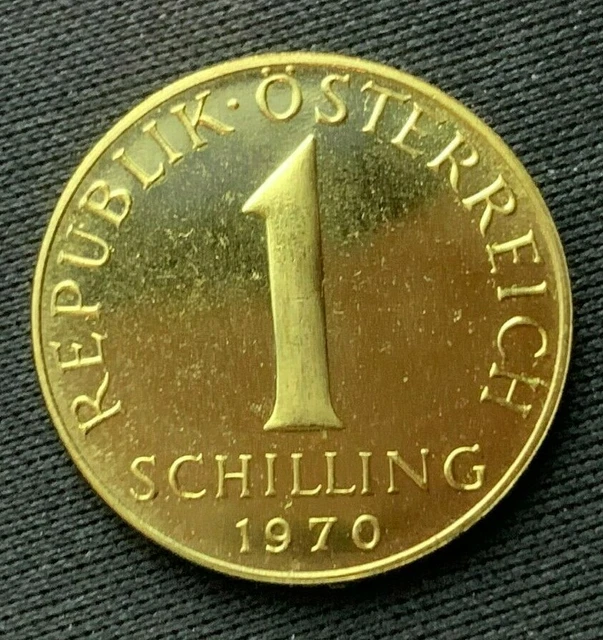 REPUBLIK · ÖSTERREICH
1
SCHILLING
1970